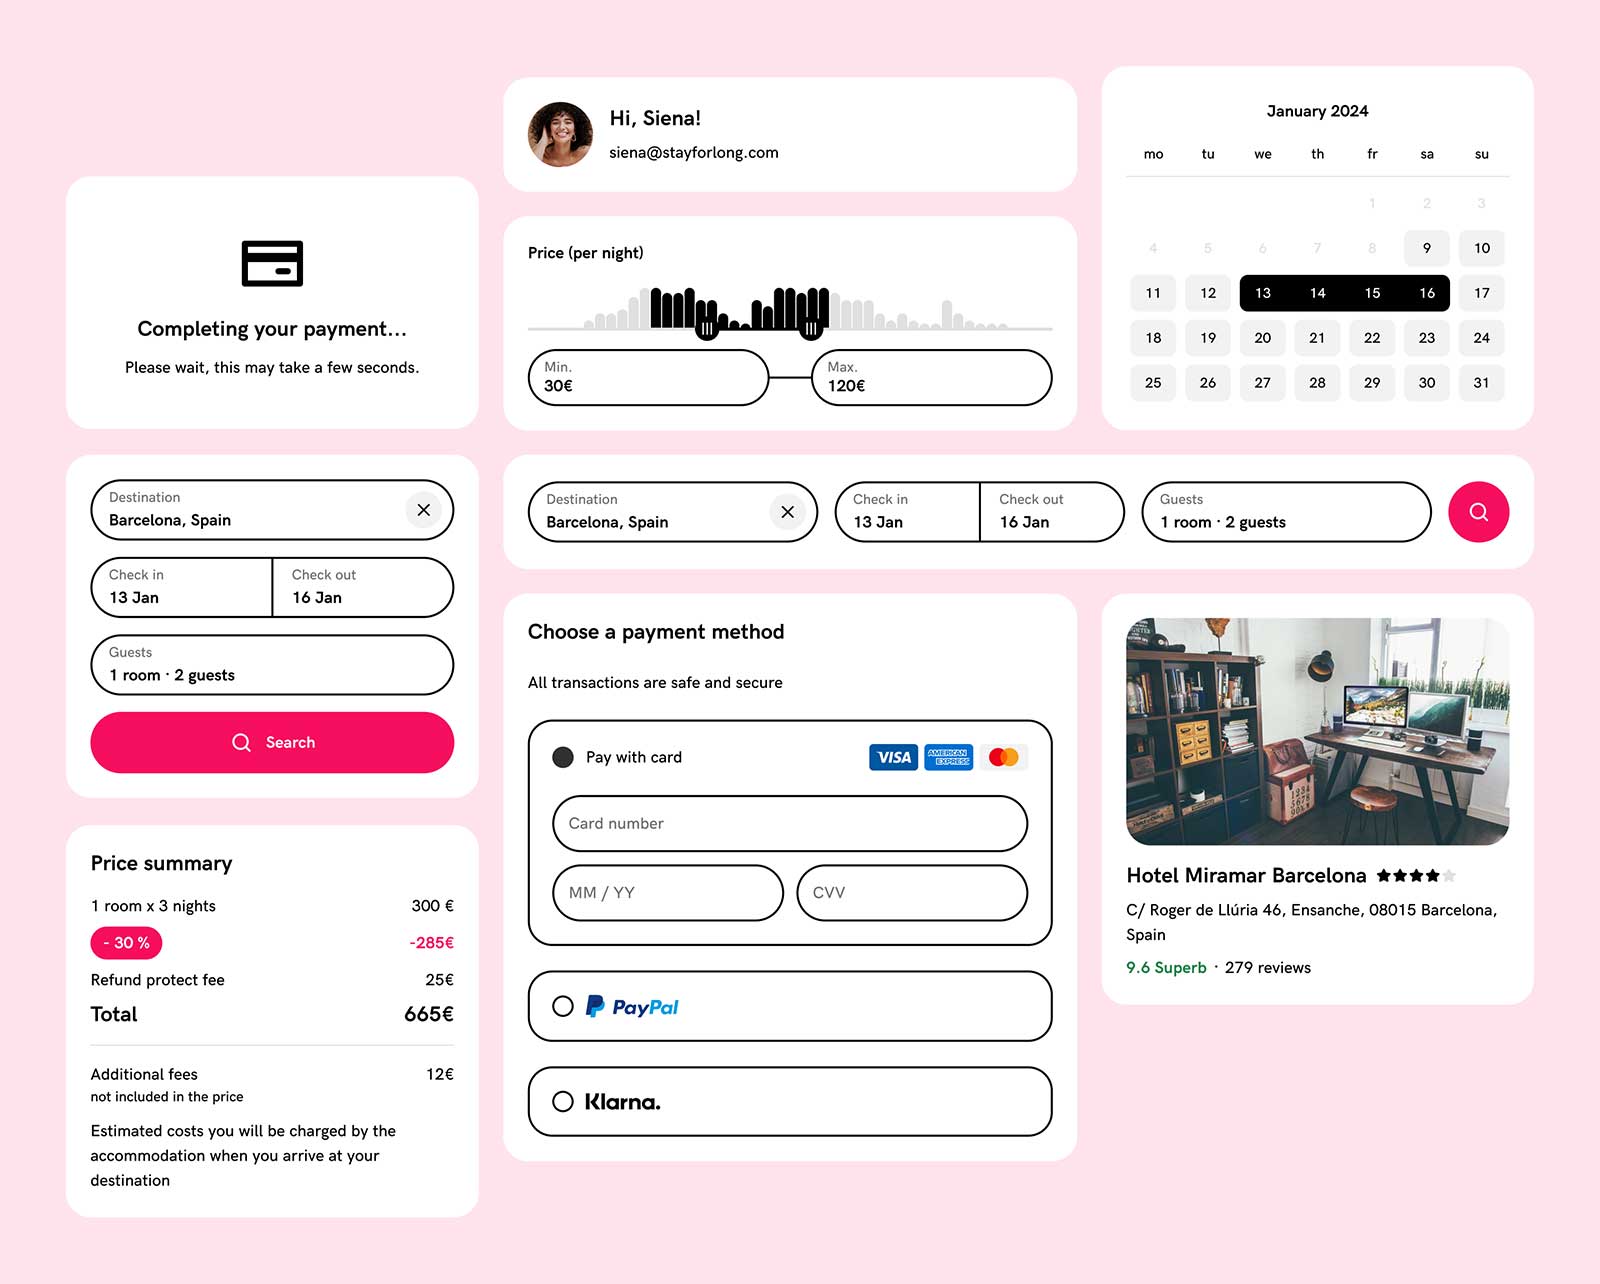 Completing your payment...
Please wait, this may take a few seconds.
Destination
Barcelona, Spain
Check in
13 Jan
Check out
16 Jan
Guests
1 room · 2 guests
Search
Price summary
1 room x 3 nights 300 €
- 30 % -285€
Refund protect fee 25€
Total 665€
Additional fees 12€
not included in the price
Estimated costs you will be charged by the
accommodation when you arrive at your
destination
Hi, Siena!
siena@stayforlong.com
Price (per night)
Min.
30€
Max.
120€
January 2024
mo tu we th fr sa su
1 2 3
4 5 6 7 8 9 10
11 12 13 14 15 16 17
18 19 20 21 22 23 24
25 26 27 28 29 30 31
Destination
Barcelona, Spain
Check in
13 Jan
Check out
16 Jan
Guests
1 room · 2 guests
Choose a payment method
All transactions are safe and secure
Pay with card
VISA
AMERICAN
EXPRESS
Card number
MM / YY
CVV
PayPal
Klarna.
Hotel Miramar Barcelona
C/ Roger de Llúria 46, Ensanche, 08015 Barcelona,
Spain
9.6 Superb · 279 reviews